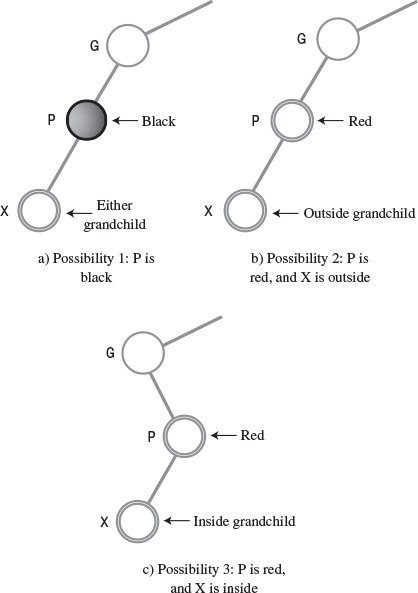 G
P
Black
X
Either
grandchild
a) Possibility 1: P is
black
G
P
Red
X
Outside grandchild
b) Possibility 2: P is
red, and X is outside
G
P
Red
X
Inside grandchild
c) Possibility 3: P is red,
and X is inside